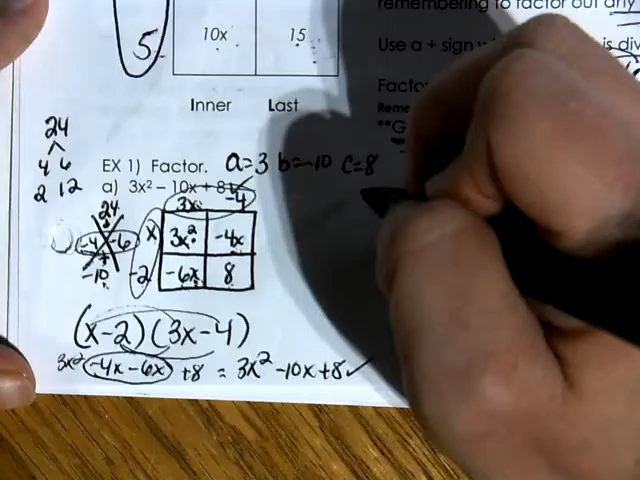 remembering to factor out any
5
10x
15
Use a + sign
is div
Inner Last
Facto
Reme
**G
24
4 6
2 12
EX 1) Factor. a=3 b=-10 c=8
a) 3x² – 10x + 8
3x -4
24
x 3x² -4x
-4 -6
-2 -6x 8
-10
(x-2)(3x-4)
3x² -4x-6x +8 = 3x²-10x+8 ✓